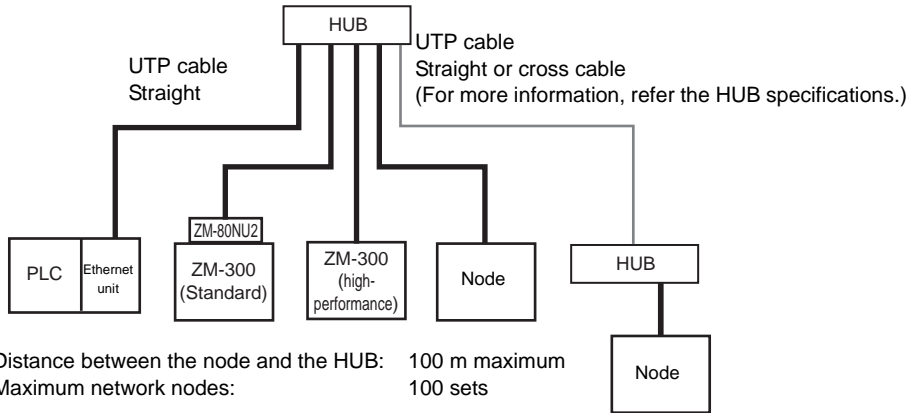 HUB
UTP cable
Straight or cross cable
(For more information, refer the HUB specifications.)
UTP cable
Straight
PLC
Ethernet
unit
ZM-80NU2
ZM-300
(Standard)
ZM-300
(high-
performance)
Node
HUB
Node
Distance between the node and the HUB: 100 m maximum
Maximum network nodes: 100 sets